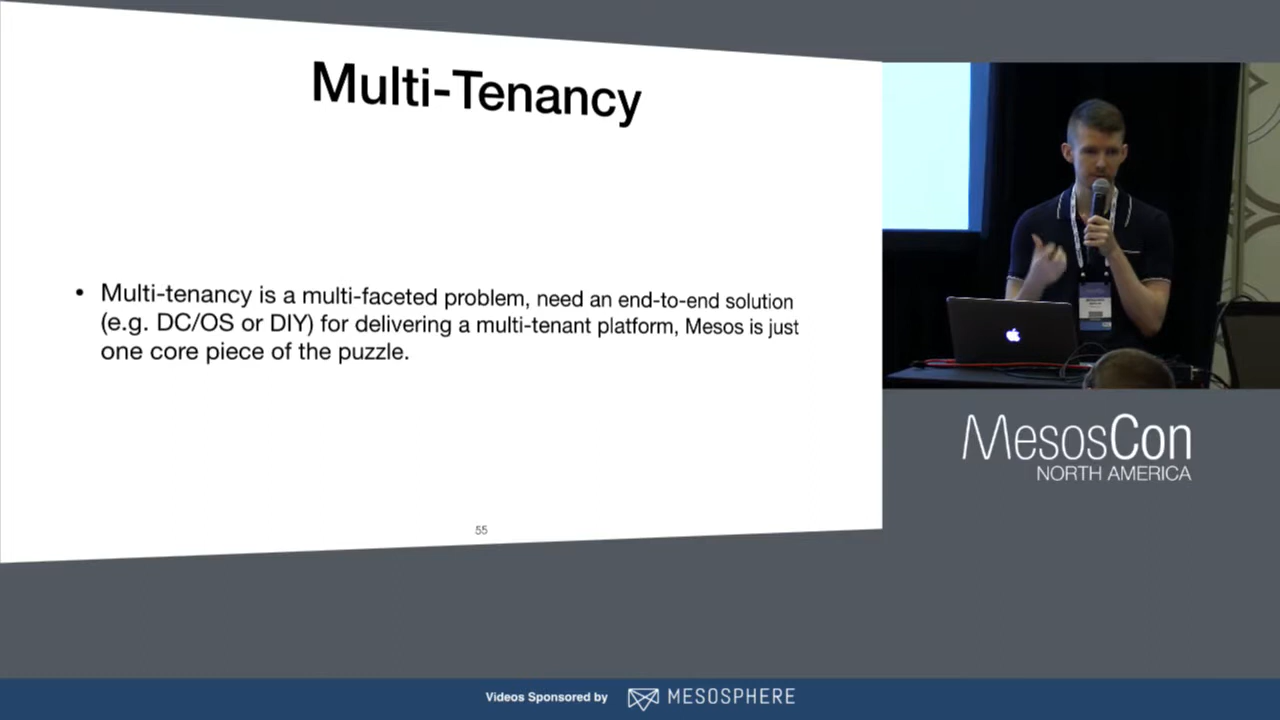 Multi-Tenancy
• Multi-tenancy is a multi-faceted problem, need an end-to-end solution
(e.g. DC/OS or DIY) for delivering a multi-tenant platform, Mesos is just
one core piece of the puzzle.
55
MesosCon
NORTH AMERICA
Videos Sponsored by MESOSPHERE